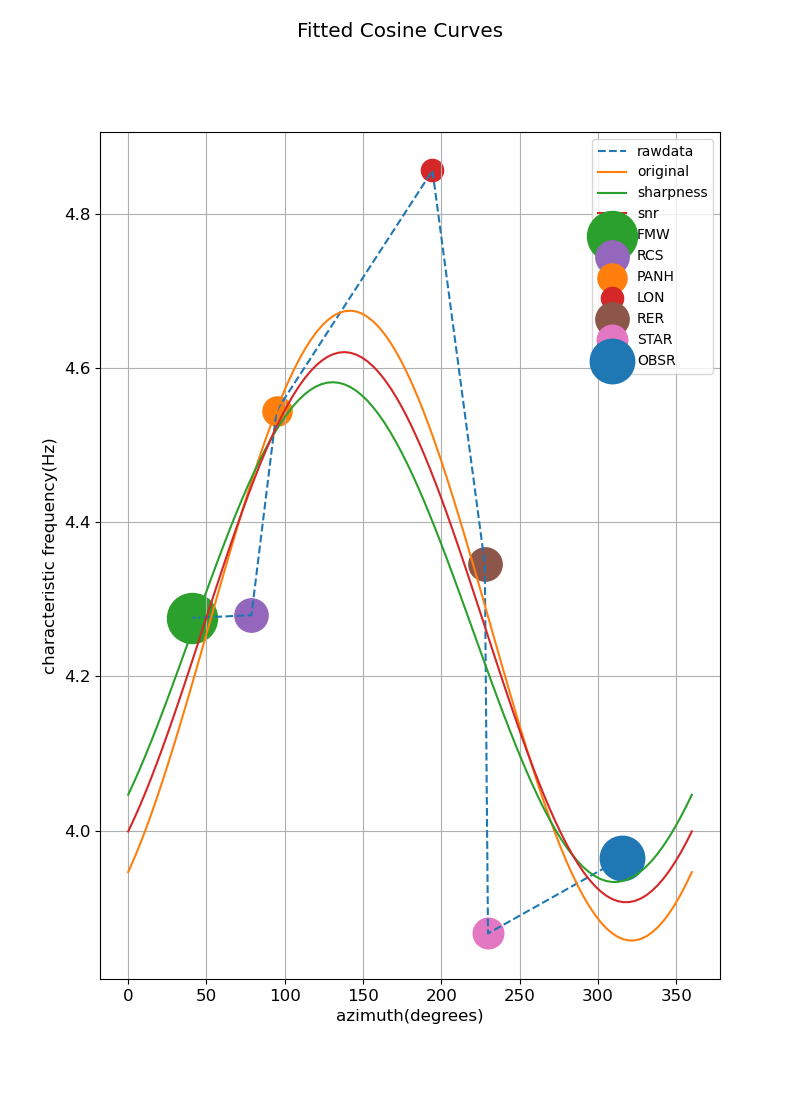 Fitted Cosine Curves
rawdata
original
sharpness
snr
FMW
RCS
PANH
LON
RER
STAR
OBSR
characteristic frequency(Hz)
4.8
4.6
4.4
4.2
4.0
0 50 100 150 200 250 300 350
azimuth(degrees)